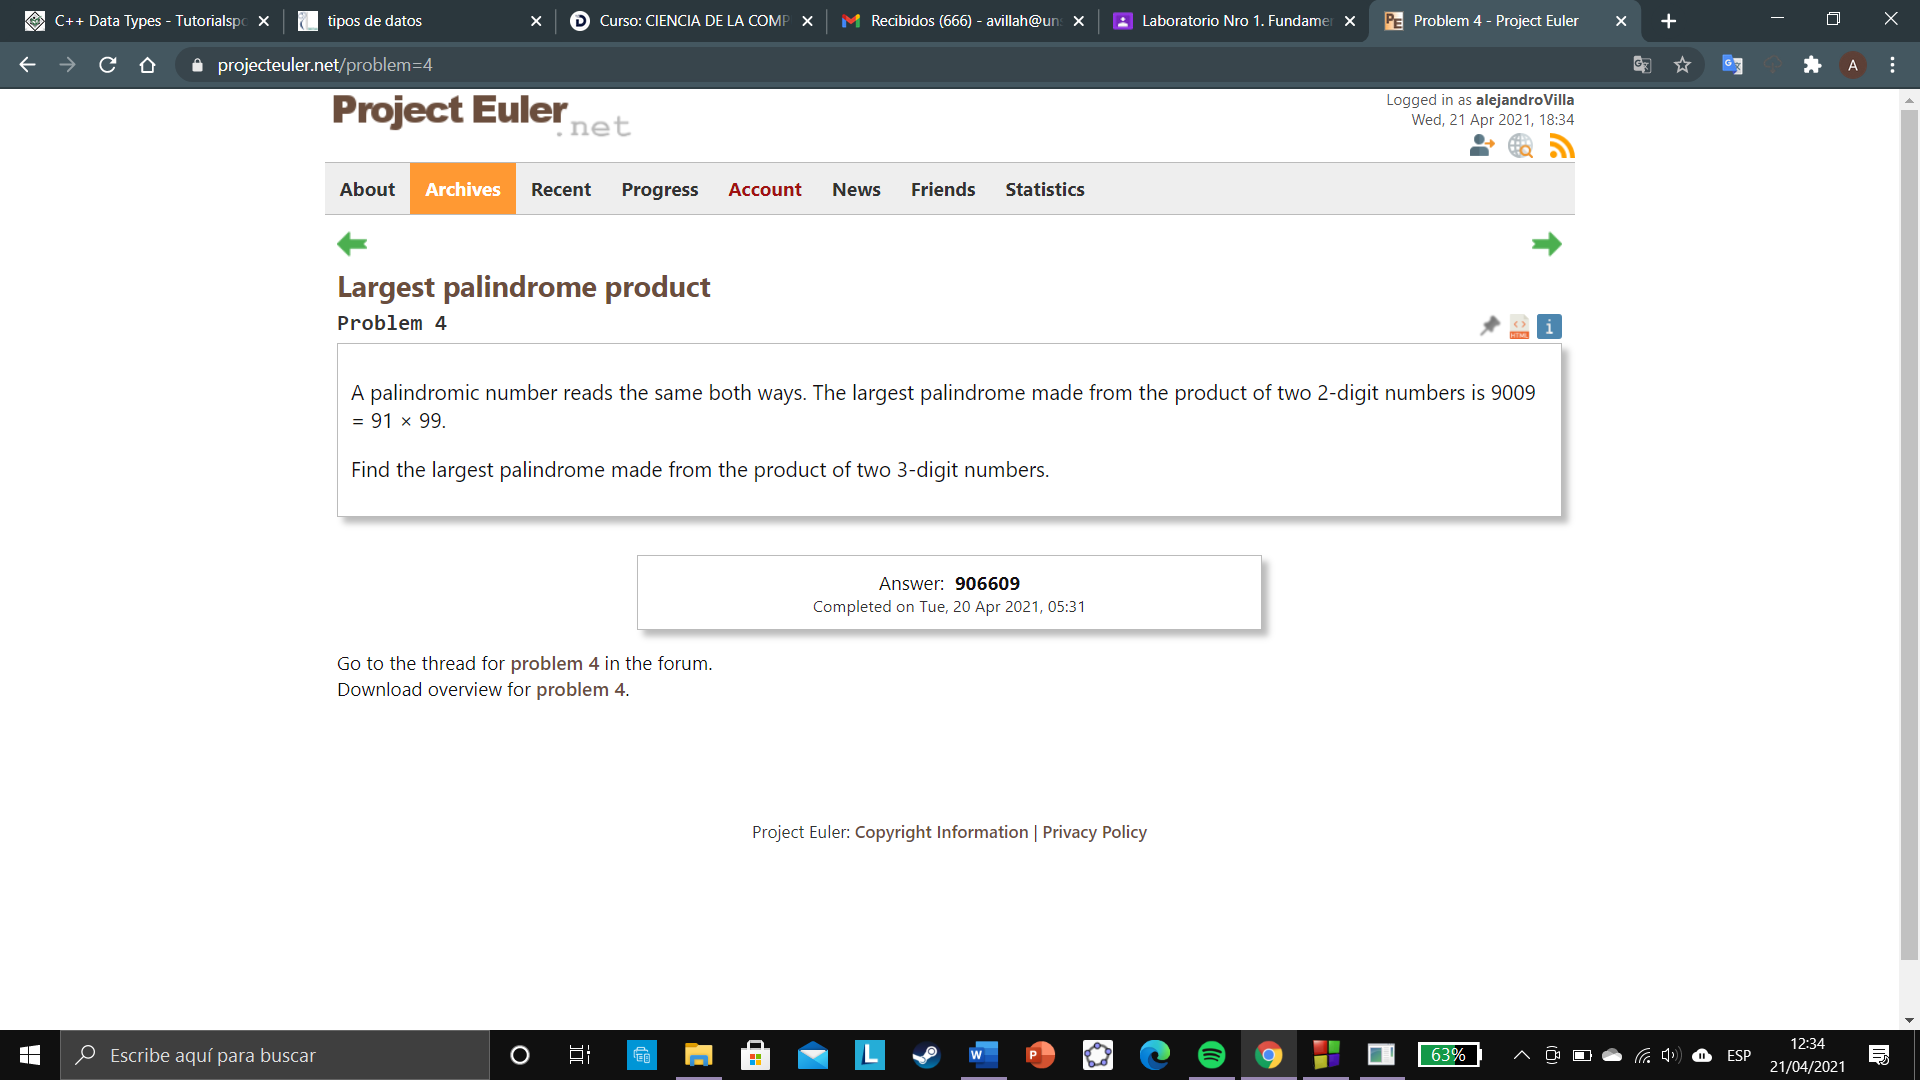 C++ Data Types - Tutorialspo
tipos de datos
Curso: CIENCIA DE LA COMP
Recibidos (666) - avillah@un
Laboratorio Nro 1. Fundame
Problem 4 - Project Euler
projecteuler.net/problem=4
A
Project Euler
.net
Logged in as alejandroVilla
Wed, 21 Apr 2021, 18:34
About
Archives
Recent
Progress
Account
News
Friends
Statistics
Largest palindrome product
Problem 4
HTML
i
A palindromic number reads the same both ways. The largest palindrome made from the product of two 2-digit numbers is 9009
= 91 × 99.
Find the largest palindrome made from the product of two 3-digit numbers.
Answer: 906609
Completed on Tue, 20 Apr 2021, 05:31
Go to the thread for problem 4 in the forum.
Download overview for problem 4.
Project Euler: Copyright Information | Privacy Policy
Escribe aquí para buscar
63%
ESP
12:34
21/04/2021